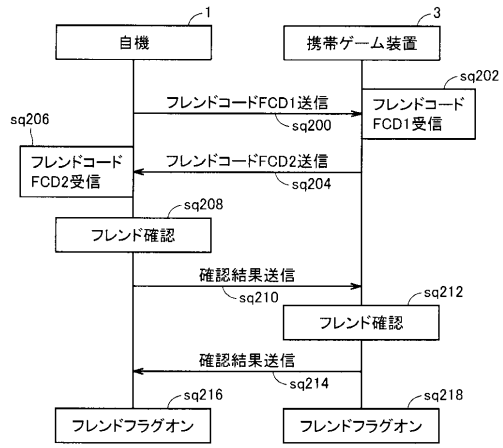 1
3
自機
携帯ゲーム装置
sq202
フレンドコードFCD1送信
sq200
フレンドコード
FCD1受信
sq206
フレンドコードFCD2送信
sq204
フレンドコード
FCD2受信
sq208
フレンド確認
確認結果送信
sq210
sq212
フレンド確認
確認結果送信
sq214
sq216
sq218
フレンドフラグオン
フレンドフラグオン